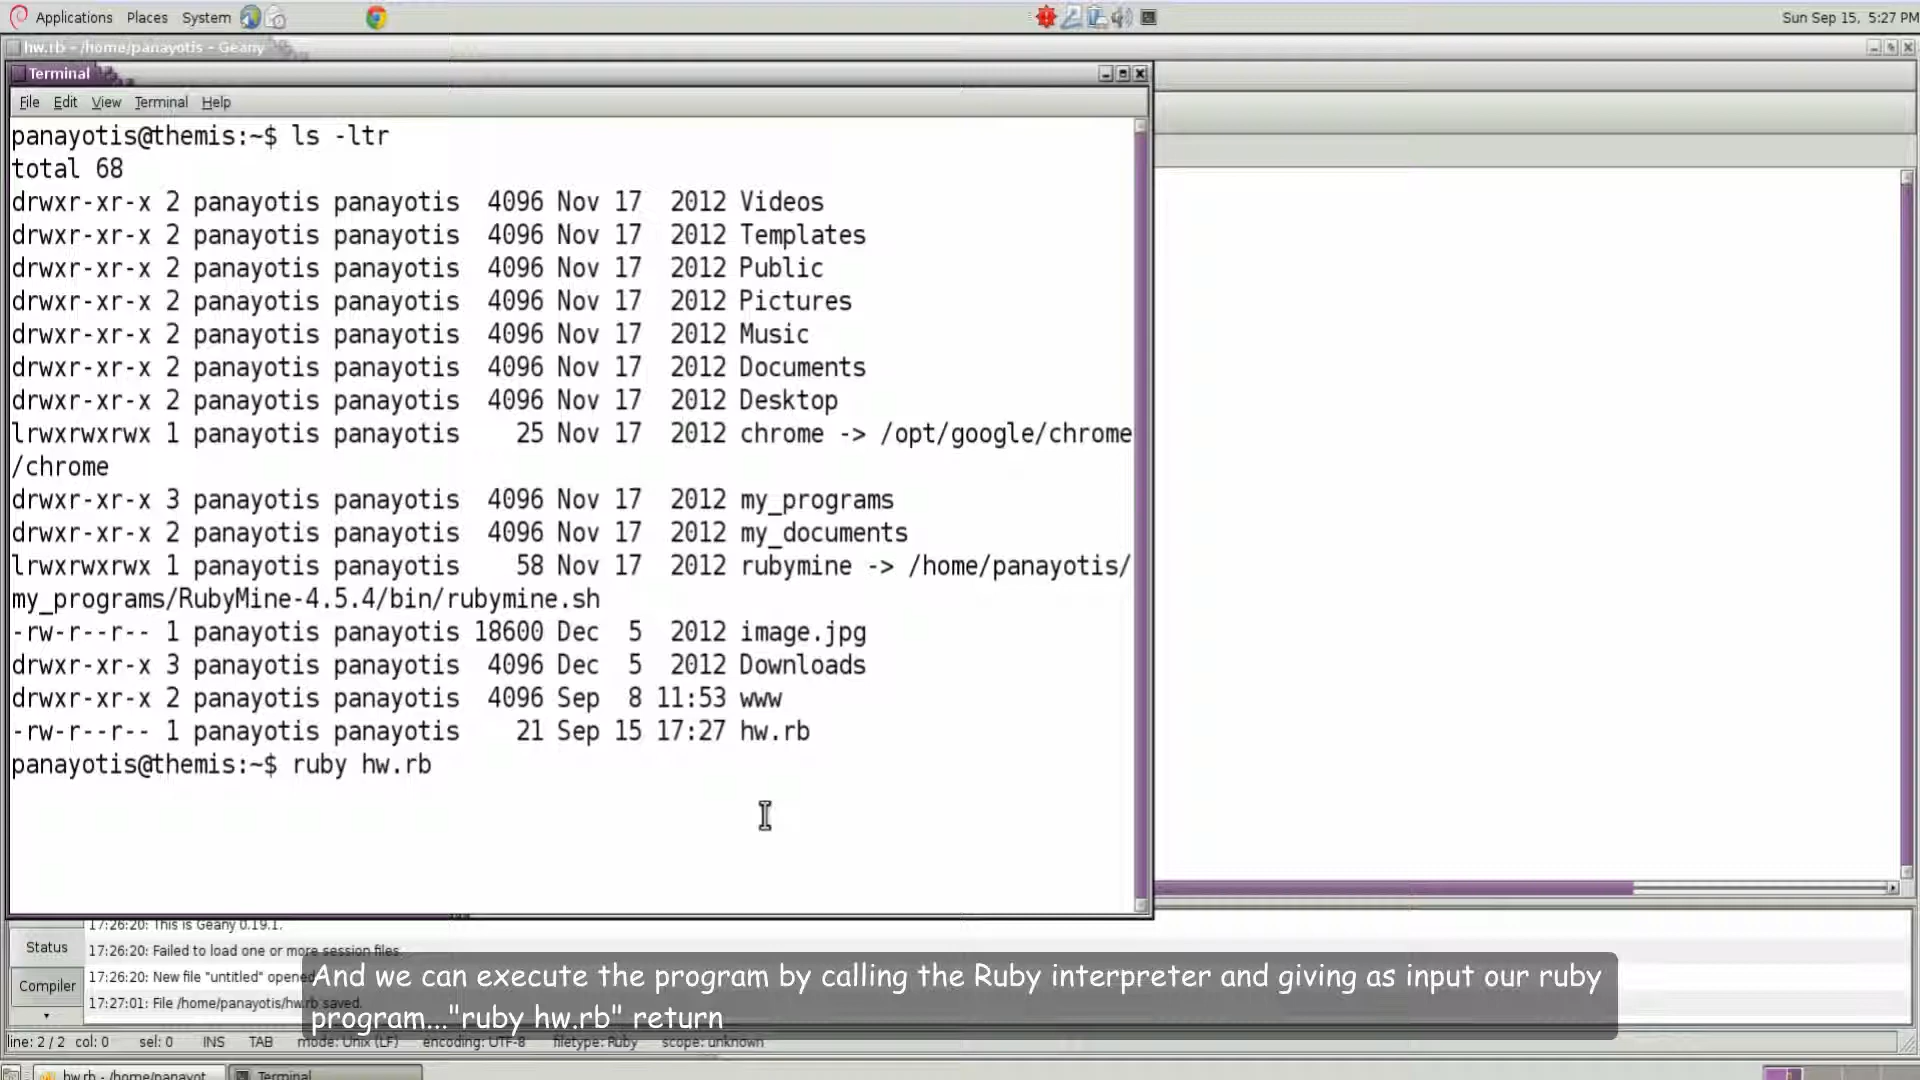 Applications Places System
Sun Sep 15, 5:27 PM
hw.rb - /home/panayotis - Geany
Terminal
File Edit View Terminal Help
panayotis@themis:~$ ls -ltr
total 68
drwxr-xr-x 2 panayotis panayotis  4096 Nov 17  2012 Videos
drwxr-xr-x 2 panayotis panayotis  4096 Nov 17  2012 Templates
drwxr-xr-x 2 panayotis panayotis  4096 Nov 17  2012 Public
drwxr-xr-x 2 panayotis panayotis  4096 Nov 17  2012 Pictures
drwxr-xr-x 2 panayotis panayotis  4096 Nov 17  2012 Music
drwxr-xr-x 2 panayotis panayotis  4096 Nov 17  2012 Documents
drwxr-xr-x 2 panayotis panayotis  4096 Nov 17  2012 Desktop
lrwxrwxrwx 1 panayotis panayotis    25 Nov 17  2012 chrome -> /opt/google/chrome
/chrome
drwxr-xr-x 3 panayotis panayotis  4096 Nov 17  2012 my_programs
drwxr-xr-x 2 panayotis panayotis  4096 Nov 17  2012 my_documents
lrwxrwxrwx 1 panayotis panayotis    58 Nov 17  2012 rubymine -> /home/panayotis/
my_programs/RubyMine-4.5.4/bin/rubymine.sh
-rw-r--r-- 1 panayotis panayotis 18600 Dec  5  2012 image.jpg
drwxr-xr-x 3 panayotis panayotis  4096 Dec  5  2012 Downloads
drwxr-xr-x 2 panayotis panayotis  4096 Sep  8 11:53 www
-rw-r--r-- 1 panayotis panayotis    21 Sep 15 17:27 hw.rb
panayotis@themis:~$ ruby hw.rb
17:26:20: This is Geany 0.19.1.
Status
17:26:20: Failed to load one or more session files.
17:26:20: New file "untitled" opened
Compiler
17:27:01: File /home/panayotis/hw.rb saved.
And we can execute the program by calling the Ruby interpreter and giving as input our ruby
program..."ruby hw.rb" return
line: 2 / 2 col: 0 sel: 0 INS TAB mode: Unix (LF) encoding: UTF-8 filetype: Ruby scope: unknown
hw.rb - /home/panayot...
Terminal